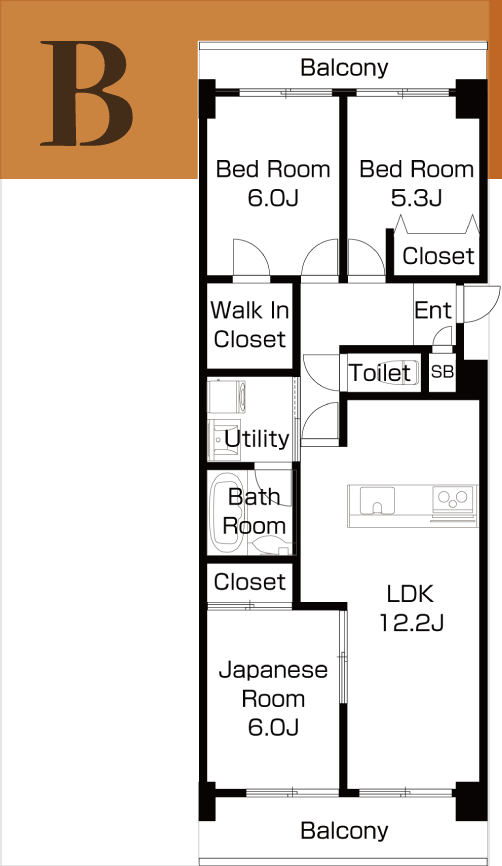 B
Balcony
Bed Room
6.0J
Bed Room
5.3J
Closet
Walk In
Closet
Ent
Toilet
SB
Utility
Bath
Room
Closet
LDK
12.2J
Japanese
Room
6.0J
Balcony